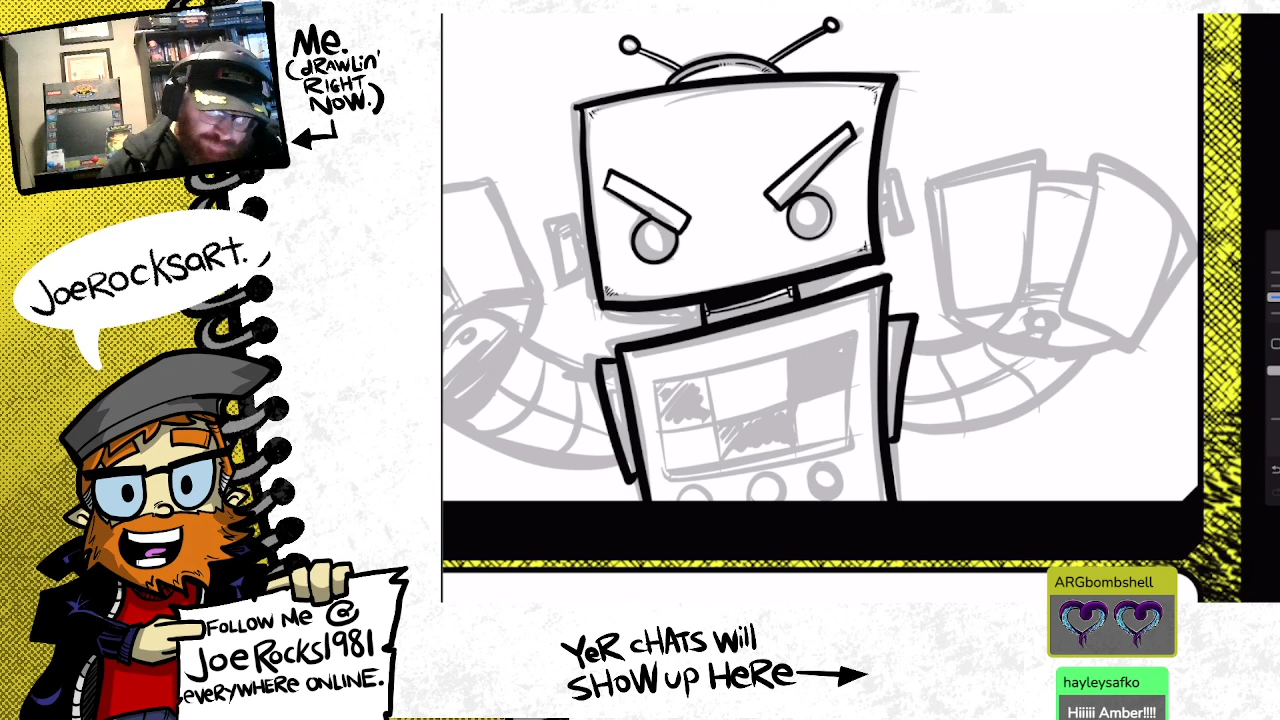 Me.
(dRAWLin'
RIGHT
NOW.)
JoeRocksArt.
Follow Me @
JoeRocks1981
everywhere online.
Yer chats will
show up here
ARGbombshell
hayleysafko
Hiiiii Amber!!!!